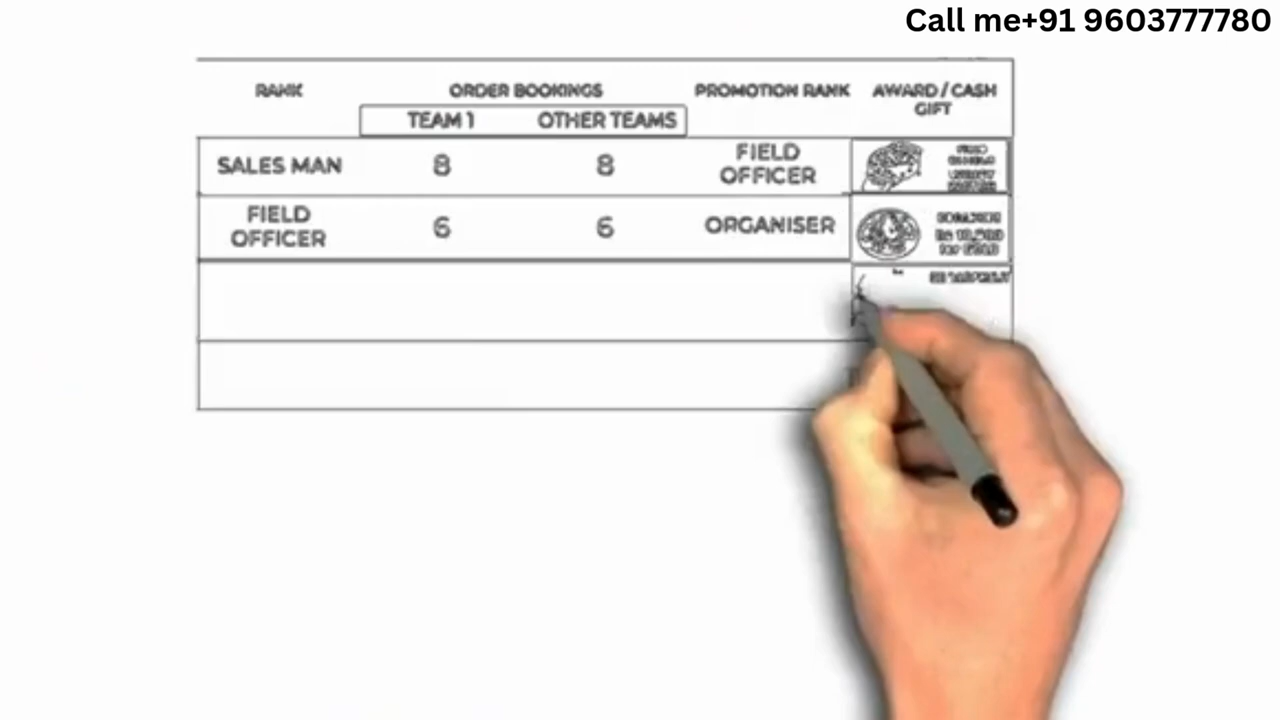 Call me+91 9603777780
RANK ORDER BOOKINGS PROMOTION RANK AWARD / CASH
GIFT
TEAM 1 OTHER TEAMS
SALES MAN 8 8 FIELD
OFFICER
FIELD
OFFICER 6 6 ORGANISER